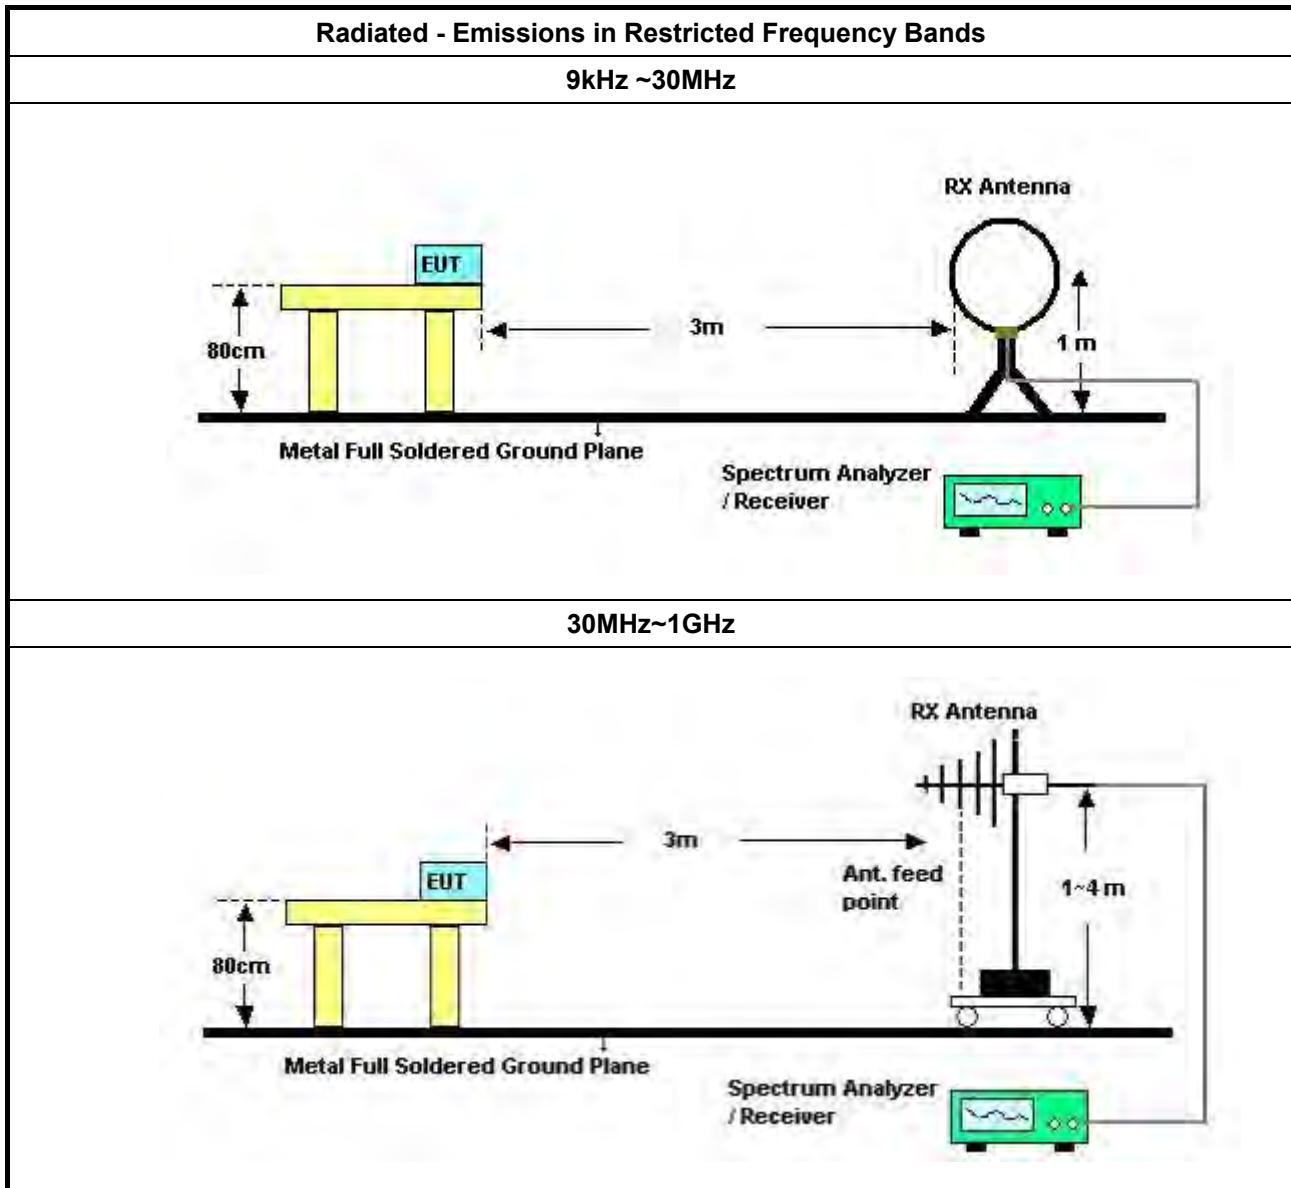 Radiated - Emissions in Restricted Frequency Bands
9kHz ~30MHz
RX Antenna
EUT
3m
80cm
1 m
Metal Full Soldered Ground Plane
Spectrum Analyzer
/ Receiver
30MHz~1GHz
RX Antenna
3m
EUT
Ant. feed
point
1~4 m
80cm
Metal Full Soldered Ground Plane
Spectrum Analyzer
/ Receiver